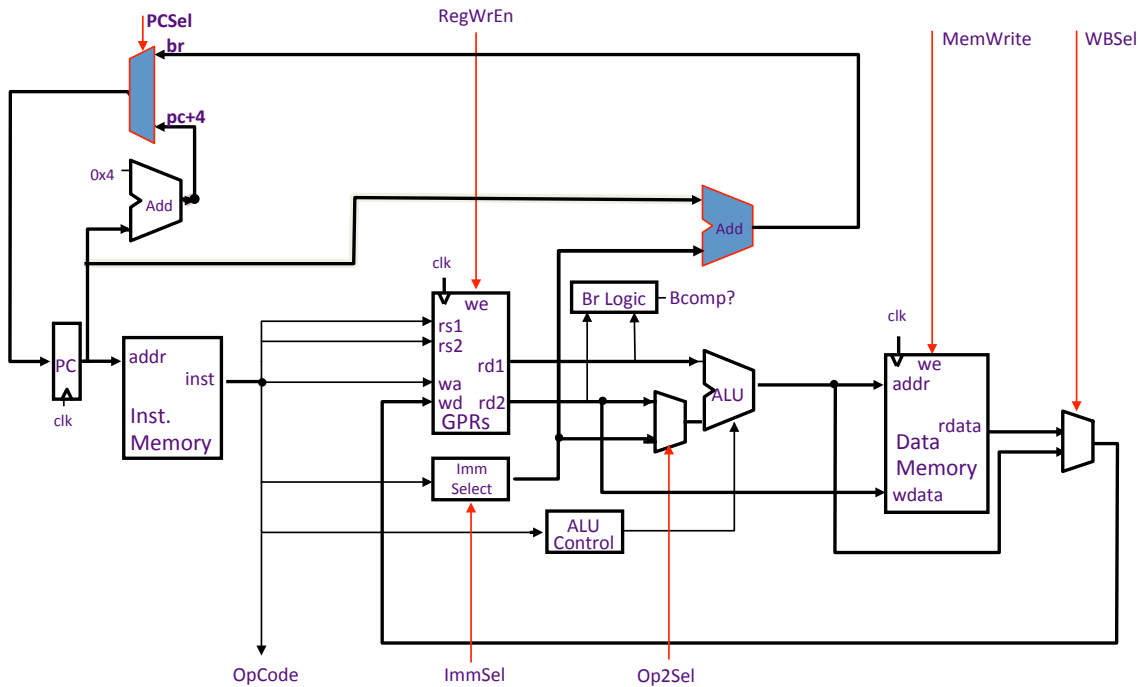 RegWrEn
PCSel
MemWrite
WBSel
br
pc+4
0x4
Add
Add
clk
we
Br Logic
Bcomp?
clk
rs1
rs2
we
PC
addr
inst
rd1
addr
wa
wd
rd2
ALU
clk
Inst.
Memory
GPRs
rdata
Data
Memory
Imm
Select
wdata
ALU
Control
OpCode
ImmSel
Op2Sel